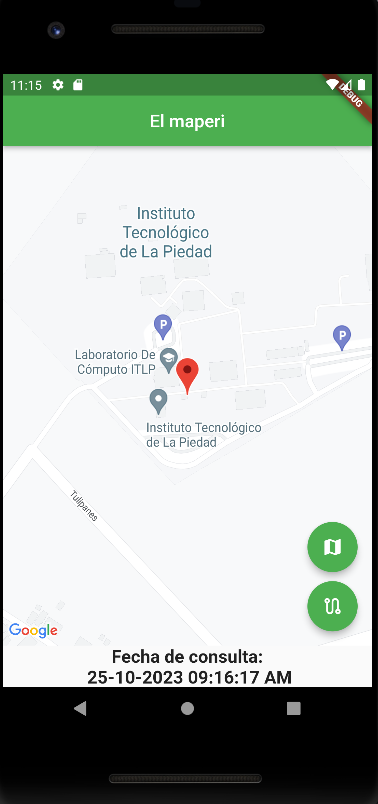 11:15
DEBUG
El maperi
Instituto
Tecnológico
de La Piedad
P
P
Laboratorio De
Cómputo ITLP
Instituto Tecnológico
de La Piedad
Tulipanes
Google
Fecha de consulta:
25-10-2023 09:16:17 AM